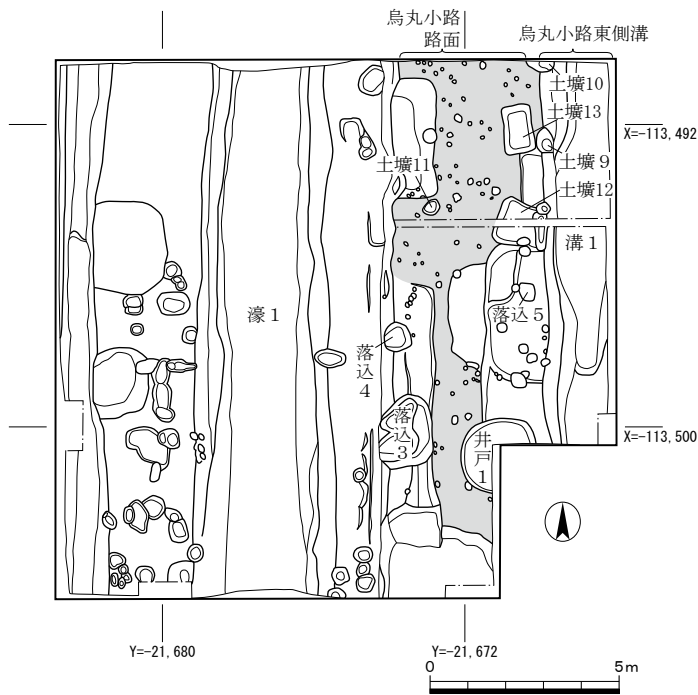 烏丸小路
路面
烏丸小路東側溝
土壙10
土壙13
X=-113,492
土壙9
土壙11
土壙12
溝1
濠1
落込5
落込4
落込3
井戸1
X=-113,500
Y=-21,680
Y=-21,672
0
5m